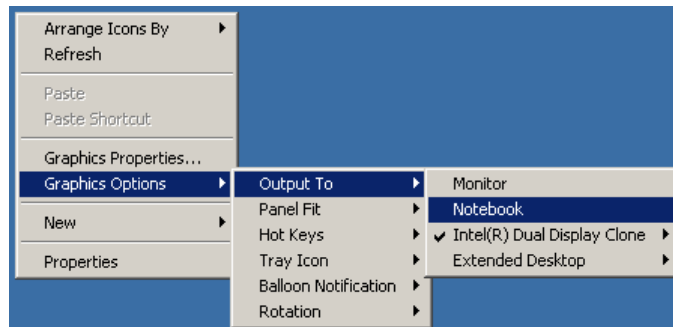 Arrange Icons By
Refresh
Paste
Paste Shortcut
Graphics Properties...
Graphics Options
New
Properties
Output To
Panel Fit
Hot Keys
Tray Icon
Balloon Notification
Rotation
Monitor
Notebook
Intel(R) Dual Display Clone
Extended Desktop